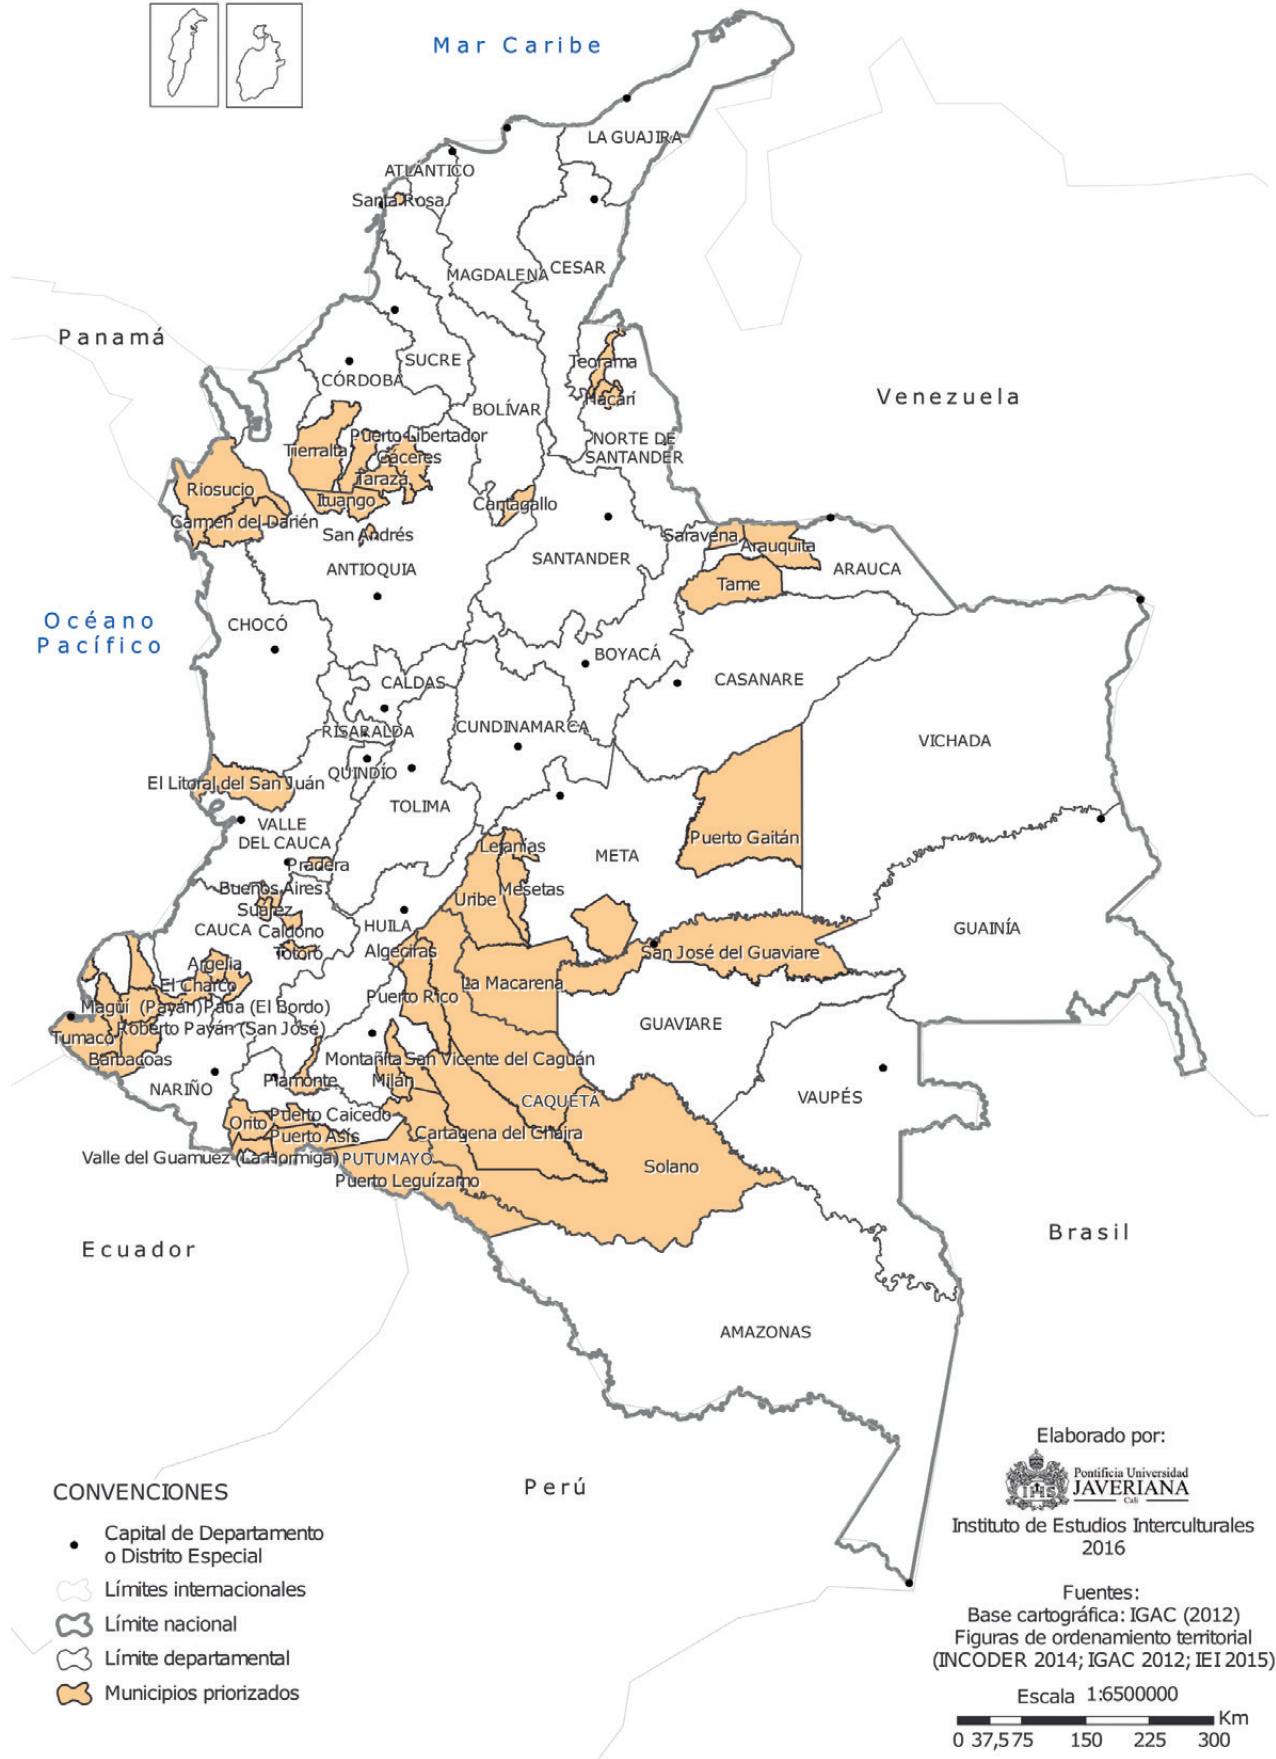 Mar Caribe
LA GUAJIRA
ATLÁNTICO
Santa Rosa
MAGDALENA
CESAR
Panamá
Teorama
SUCRE
CÓRDOBA
Venezuela
Hacarí
BOLÍVAR
Puerto Libertador
NORTE DE
SANTANDER
Tierralta
Cáceres
Tarazá
Riosucio
Ituango
Cantagallo
Carmen del Darién
San Andrés
Saravena
Arauquita
SANTANDER
ANTIOQUIA
ARAUCA
Tame
Océano
Pacífico
CHOCÓ
BOYACÁ
CALDAS
CASANARE
RISARALDA
CUNDINAMARCA
VICHADA
QUINDÍO
El Litoral del San Juán
TOLIMA
VALLE
DEL CAUCA
Puerto Gaitán
Lejanías
META
Pradera
Buenos Aires
Mesetas
Uribe
Suárez
CAUCA
Caldono
HUILA
GUAINÍA
Totoró
Algeciras
San José del Guaviare
Argelia
El Charco
La Macarena
Puerto Rico
Magüí (Payán)
Patía (El Bordo)
GUAVIARE
Roberto Payán (San José)
Tumaco
Barbacoas
Montañita
San Vicente del Caguán
NARIÑO
Piamonte
Milán
CAQUETÁ
VAUPÉS
Orito
Puerto Caicedo
Puerto Asís
Cartagena del Chaira
Valle del Guamuez (La Hormiga)
PUTUMAYO
Solano
Puerto Leguízamo
Ecuador
Brasil
AMAZONAS
Perú
CONVENCIONES
Capital de Departamento
o Distrito Especial
Límites internacionales
Límite nacional
Límite departamental
Municipios priorizados
Elaborado por:
Pontificia Universidad
JAVERIANA
Cali
Instituto de Estudios Interculturales
2016
Fuentes:
Base cartográfica: IGAC (2012)
Figuras de ordenamiento territorial
(INCODER 2014; IGAC 2012; IEI 2015)
Escala 1:6500000
Km
0 37,5 75 150 225 300